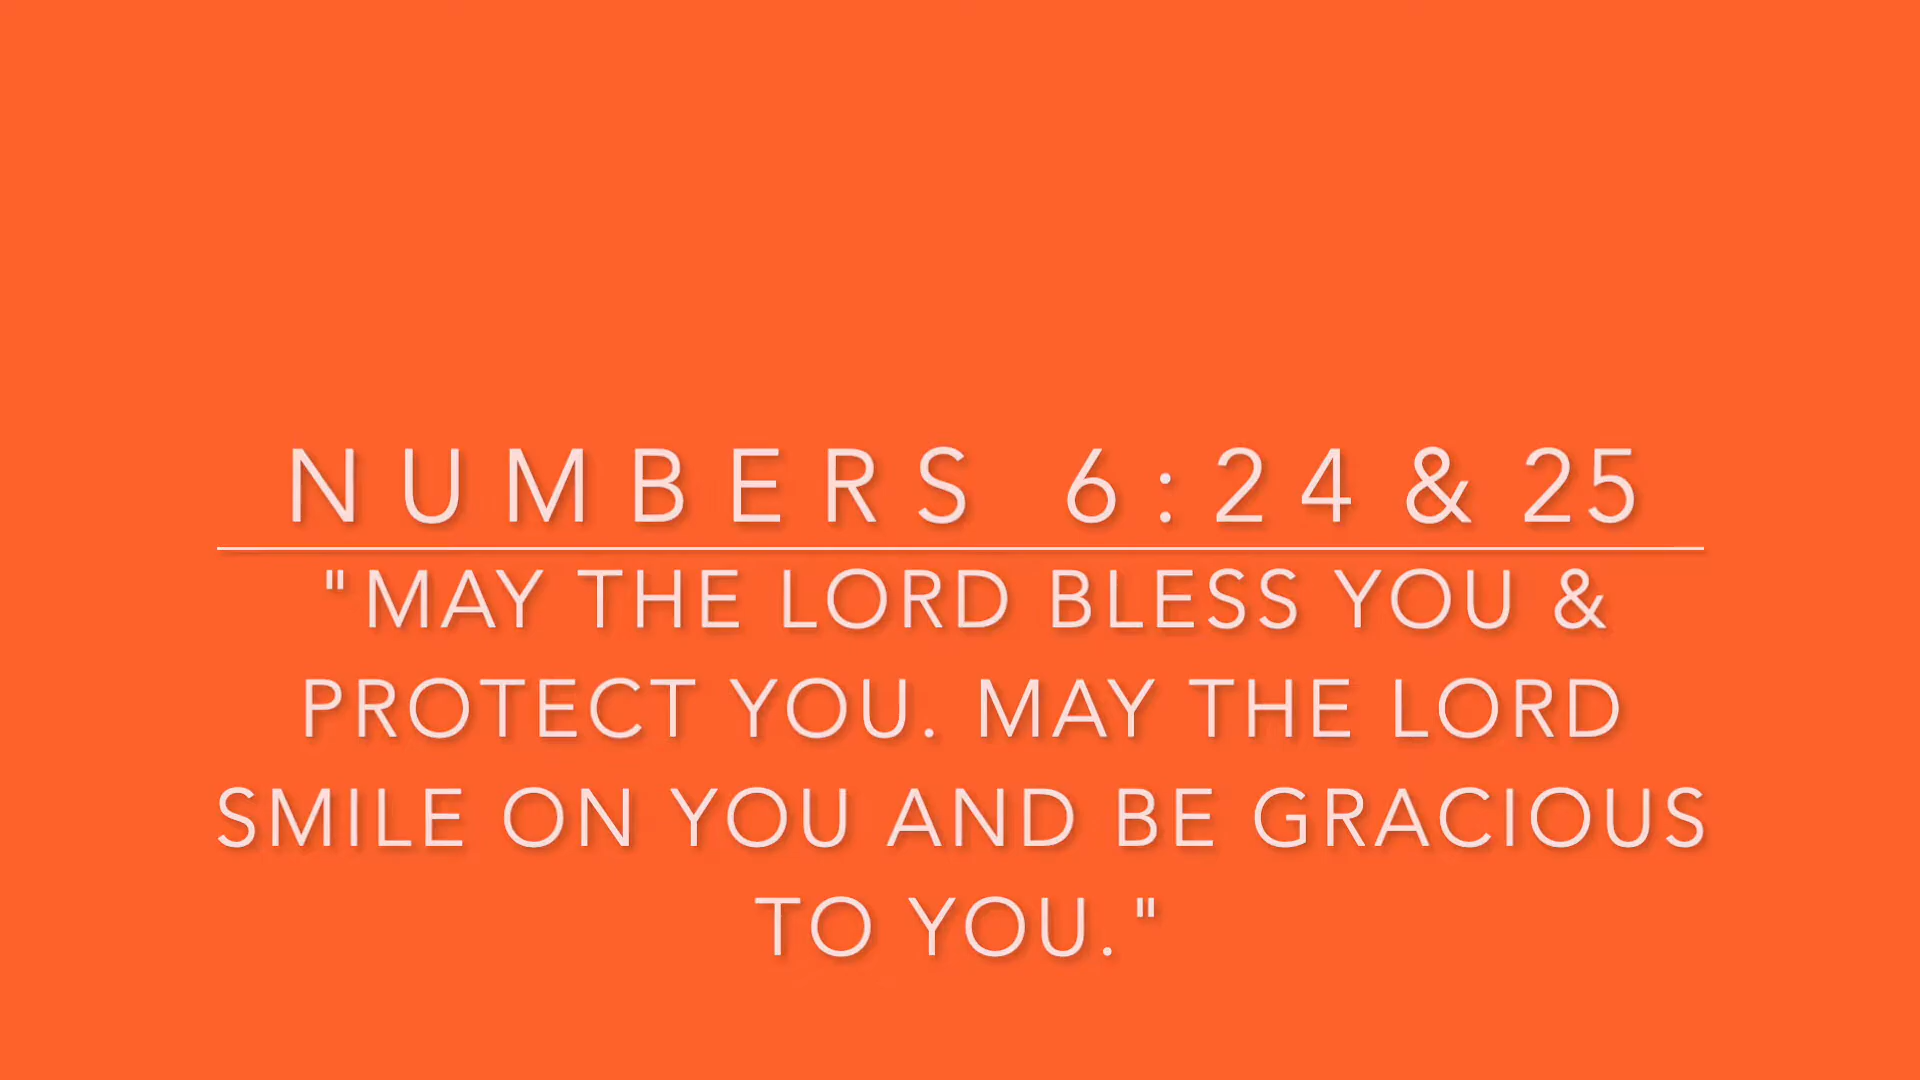 NUMBERS 6:24 & 25
"MAY THE LORD BLESS YOU &
PROTECT YOU. MAY THE LORD
SMILE ON YOU AND BE GRACIOUS
TO YOU."